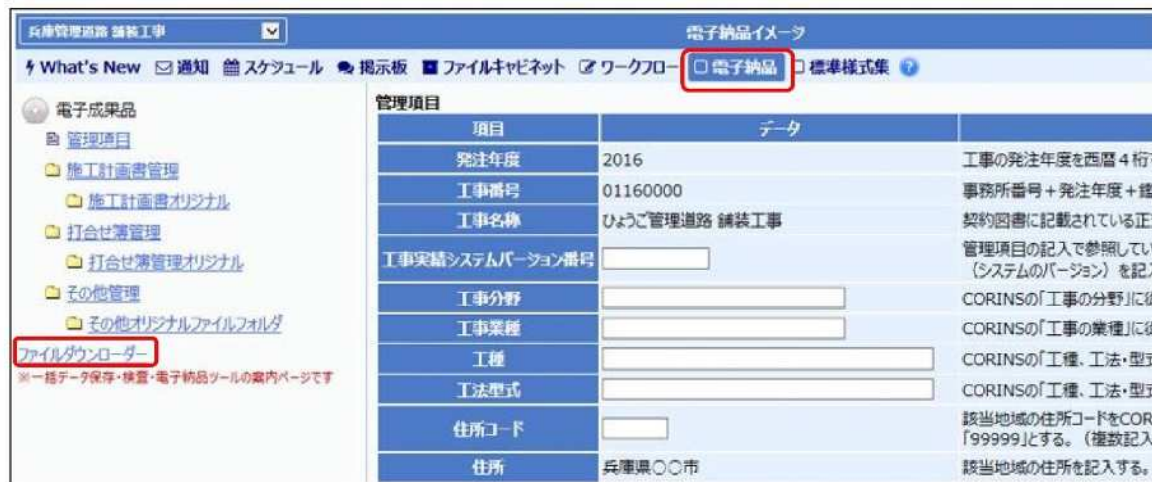 兵庫管理道路 舗装工事
電子納品イメージ
What's New 通知 スケジュール 掲示板 ファイルキャビネット ワークフロー 電子納品 標準様式集 ?
電子成果品
管理項目
施工計画書管理
施工計画書オリジナル
打合せ簿管理
打合せ簿管理オリジナル
その他管理
その他オリジナルファイルフォルダ
ファイルダウンローダー
※一括データ保存・検査・電子納品ツールの案内ページです
管理項目
項目 データ
発注年度 2016 工事の発注年度を西暦4桁
工事番号 01160000 事務所番号+発注年度+
工事名称 ひょうご管理道路 舗装工事 契約図書に記載されている正
工事実績システムバージョン番号 管理項目の記入で参照してい
(システムのバージョン)を記
工事分野 CORINSの「工事の分野」に
工事業種 CORINSの「工事の業種」に
工種 CORINSの「工種、工法・型
工法型式 CORINSの「工種、工法・型
住所コード 該当地域の住所コードをCOR
「99999」とする。(複数記入
住所 兵庫県〇〇市 該当地域の住所を記入する。